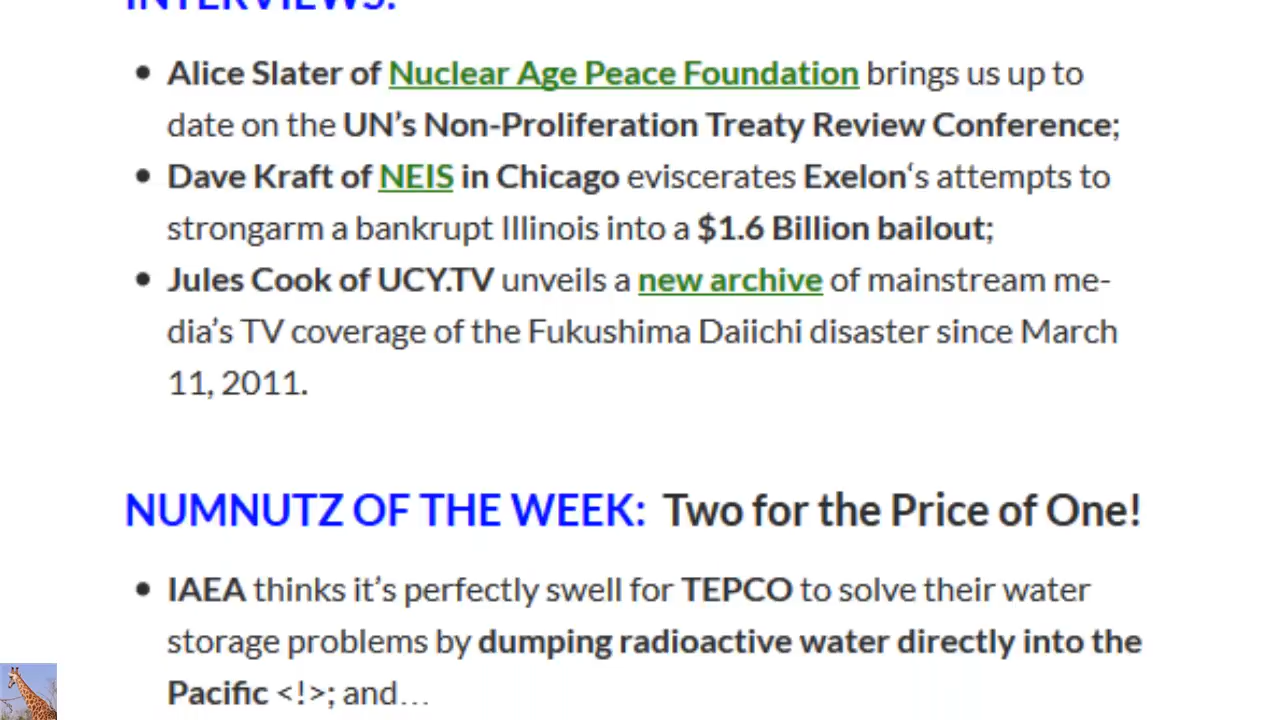 INTERVIEWS:
• Alice Slater of Nuclear Age Peace Foundation brings us up to
date on the UN’s Non-Proliferation Treaty Review Conference;
• Dave Kraft of NEIS in Chicago eviscerates Exelon‘s attempts to
strongarm a bankrupt Illinois into a $1.6 Billion bailout;
• Jules Cook of UCY.TV unveils a new archive of mainstream me-
dia’s TV coverage of the Fukushima Daiichi disaster since March
11, 2011.
NUMNUTZ OF THE WEEK: Two for the Price of One!
• IAEA thinks it’s perfectly swell for TEPCO to solve their water
storage problems by dumping radioactive water directly into the
Pacific <!>; and…